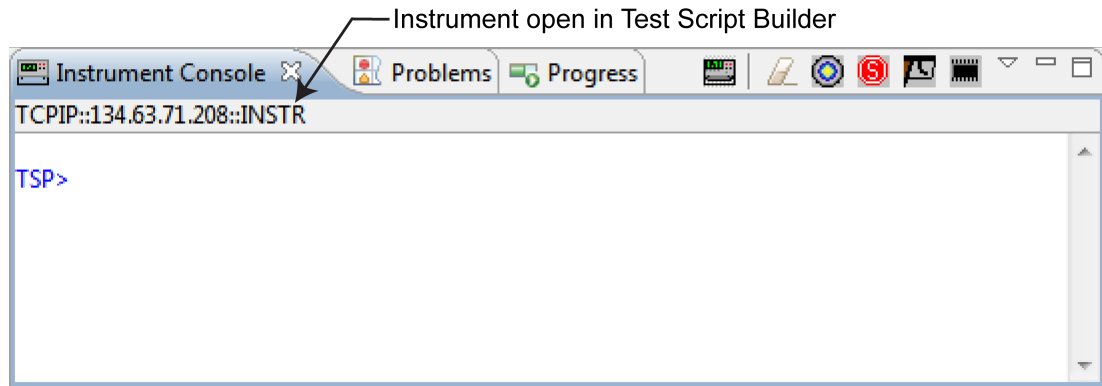 Instrument open in Test Script Builder
Instrument Console Problems Progress
TCPIP::134.63.71.208::INSTR
TSP>